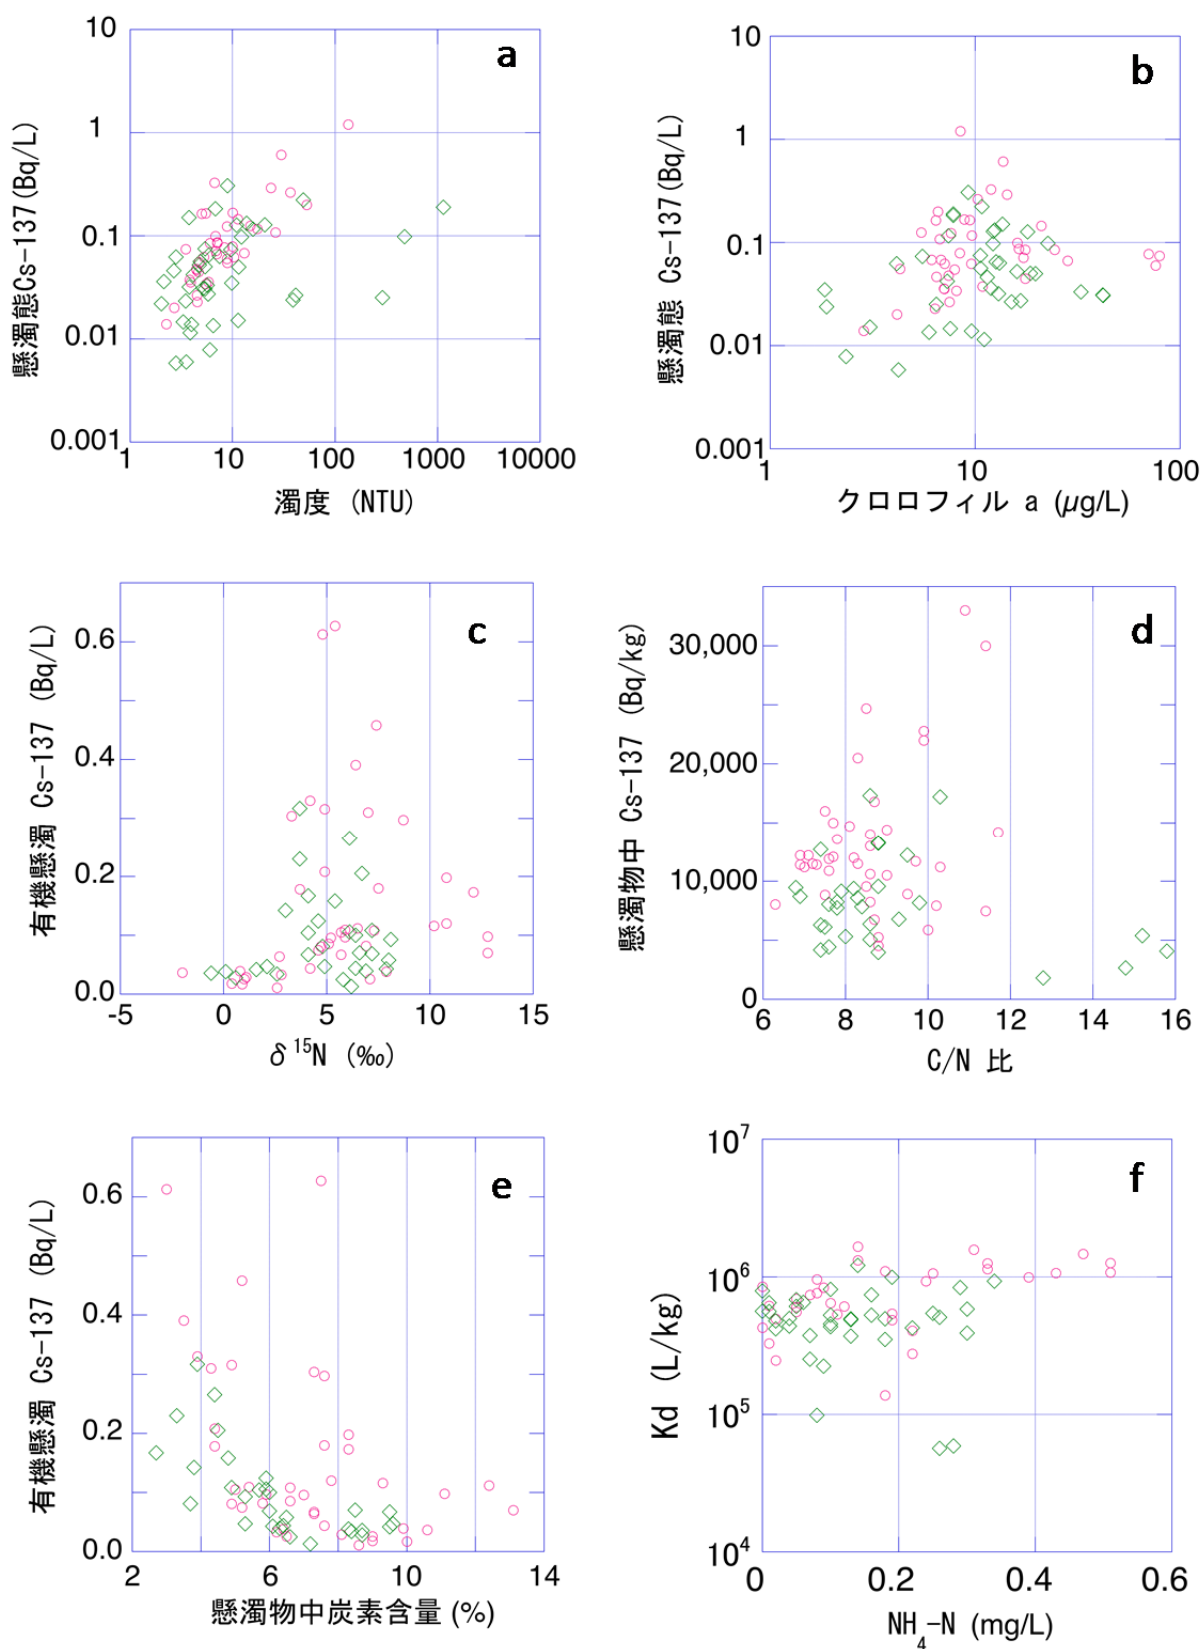 a
懸濁態Cs-137(Bq/L)
10
1
0.1
0.01
0.001
1 10 100 1000 10000
濁度 (NTU)
b
懸濁態 Cs-137(Bq/L)
10
1
0.1
0.01
0.001
1 10 100
クロロフィル a (μg/L)
c
有機懸濁 Cs-137 (Bq/L)
0.6
0.4
0.2
0.0
-5 0 5 10 15
δ ¹⁵N (‰)
d
懸濁物中 Cs-137 (Bq/kg)
30,000
20,000
10,000
0
6 8 10 12 14 16
C/N 比
e
有機懸濁 Cs-137 (Bq/L)
0.6
0.4
0.2
0.0
2 6 10 14
懸濁物中炭素含量 (%)
f
Kd (L/kg)
10⁷
10⁶
10⁵
10⁴
0 0.2 0.4 0.6
NH₄-N (mg/L)